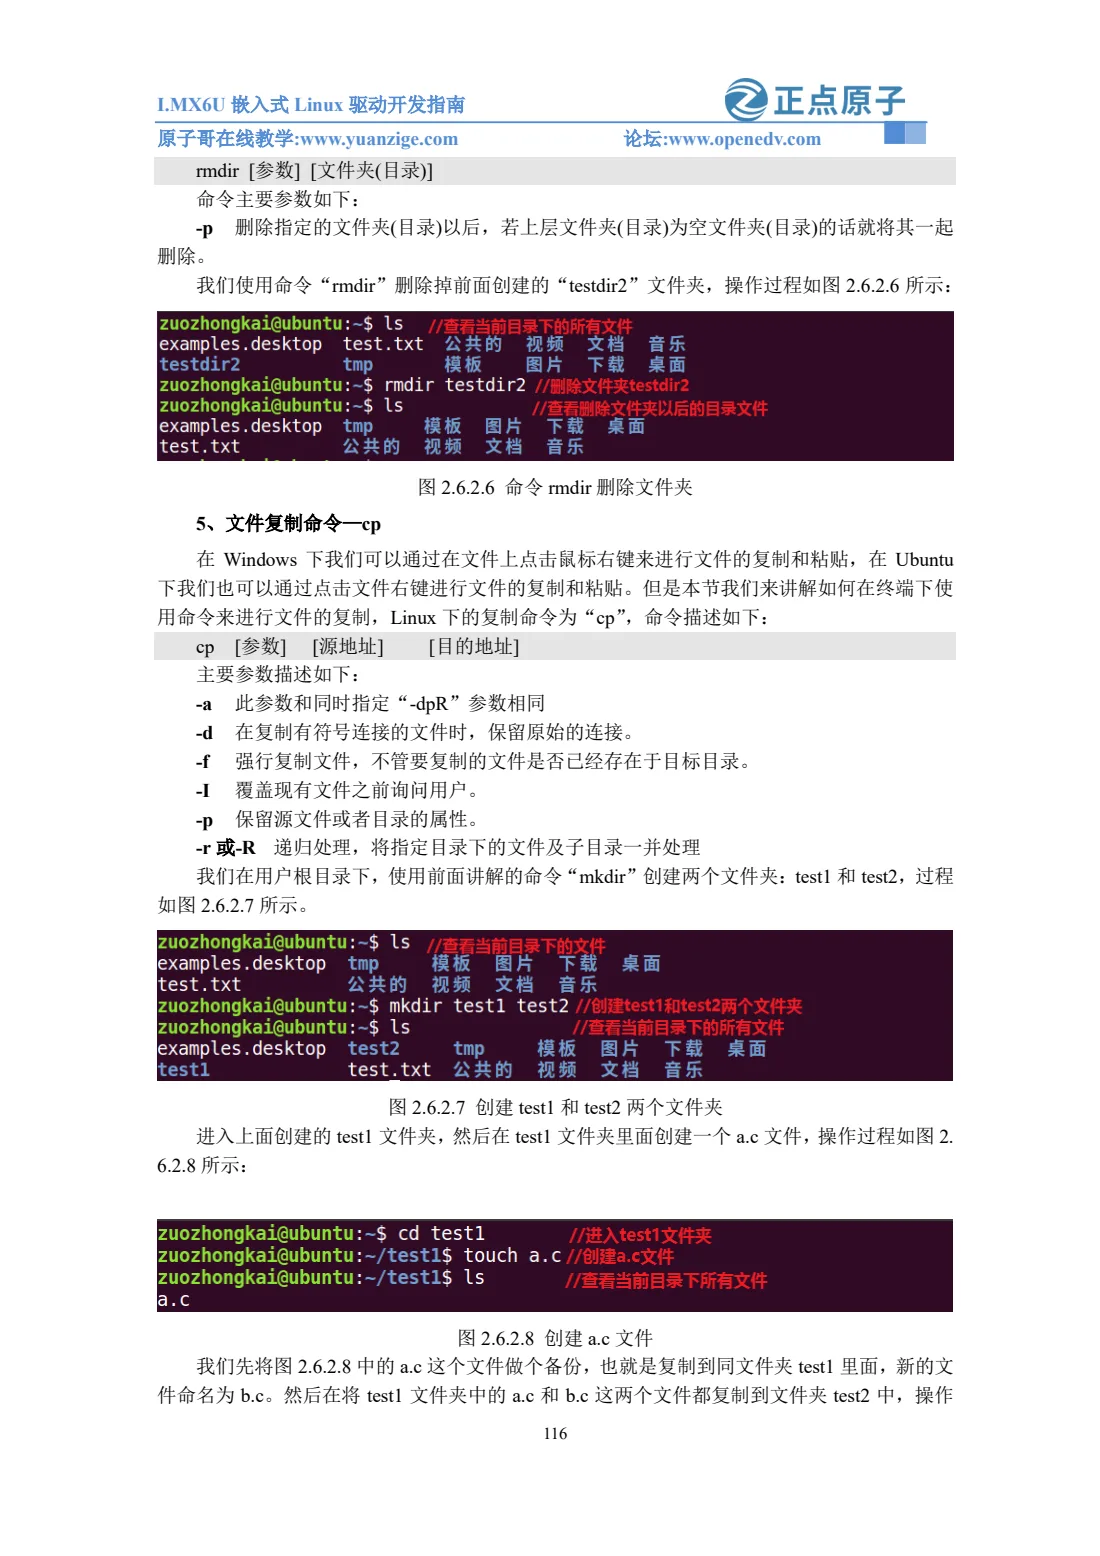 I.MX6U 嵌入式 Linux 驱动开发指南
正点原子
原子哥在线教学:www.yuanzige.com 论坛:www.openedv.com
rmdir [参数] [文件夹(目录)]
命令主要参数如下：
-p 删除指定的文件夹(目录)以后，若上层文件夹(目录)为空文件夹(目录)的话就将其一起
删除。
我们使用命令“rmdir”删除掉前面创建的“testdir2”文件夹，操作过程如图 2.6.2.6 所示：
zuozhongkai@ubuntu:~$ ls //查看当前目录下的所有文件
examples.desktop test.txt 公共的 视频 文档 音乐
testdir2 tmp 模板 图片 下载 桌面
zuozhongkai@ubuntu:~$ rmdir testdir2 //删除文件夹testdir2
zuozhongkai@ubuntu:~$ ls //查看删除文件夹以后的目录文件
examples.desktop tmp 模板 图片 下载 桌面
test.txt 公共的 视频 文档 音乐
图 2.6.2.6 命令 rmdir 删除文件夹
5、文件复制命令—cp
在 Windows 下我们可以通过在文件上点击鼠标右键来进行文件的复制和粘贴，在 Ubuntu
下我们也可以通过点击文件右键进行文件的复制和粘贴。但是本节我们来讲解如何在终端下使
用命令来进行文件的复制，Linux 下的复制命令为“cp”，命令描述如下：
cp [参数] [源地址] [目的地址]
主要参数描述如下：
-a 此参数和同时指定“-dpR”参数相同
-d 在复制有符号连接的文件时，保留原始的连接。
-f 强行复制文件，不管要复制的文件是否已经存在于目标目录。
-I 覆盖现有文件之前询问用户。
-p 保留源文件或者目录的属性。
-r 或-R 递归处理，将指定目录下的文件及子目录一并处理
我们在用户根目录下，使用前面讲解的命令“mkdir”创建两个文件夹：test1 和 test2，过程
如图 2.6.2.7 所示。
zuozhongkai@ubuntu:~$ ls //查看当前目录下的文件
examples.desktop tmp 模板 图片 下载 桌面
test.txt 公共的 视频 文档 音乐
zuozhongkai@ubuntu:~$ mkdir test1 test2 //创建test1和test2两个文件夹
zuozhongkai@ubuntu:~$ ls //查看当前目录下的所有文件
examples.desktop test2 tmp 模板 图片 下载 桌面
test1 test.txt 公共的 视频 文档 音乐
图 2.6.2.7 创建 test1 和 test2 两个文件夹
进入上面创建的 test1 文件夹，然后在 test1 文件夹里面创建一个 a.c 文件，操作过程如图 2.
6.2.8 所示：
zuozhongkai@ubuntu:~$ cd test1 //进入test1文件夹
zuozhongkai@ubuntu:~/test1$ touch a.c //创建a.c文件
zuozhongkai@ubuntu:~/test1$ ls //查看当前目录下所有文件
a.c
图 2.6.2.8 创建 a.c 文件
我们先将图 2.6.2.8 中的 a.c 这个文件做个备份，也就是复制到同文件夹 test1 里面，新的文
件命名为 b.c。然后在将 test1 文件夹中的 a.c 和 b.c 这两个文件都复制到文件夹 test2 中，操作
116